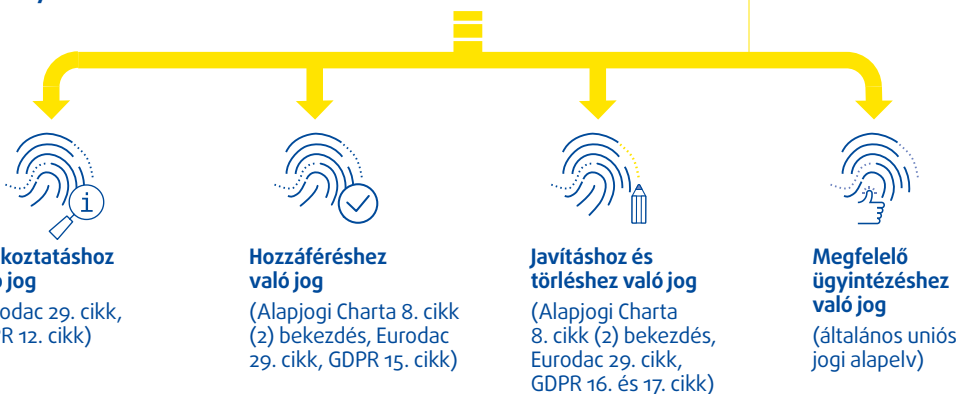 koztatáshoz
jog
odac 29. cikk,
R 12. cikk)
Hozzáféréshez
való jog
(Alapjogi Charta 8. cikk
(2) bekezdés, Eurodac
29. cikk, GDPR 15. cikk)
Javításhoz és
törléshez való jog
(Alapjogi Charta
8. cikk (2) bekezdés,
Eurodac 29. cikk,
GDPR 16. és 17. cikk)
Megfelelő
ügyintézéshez
való jog
(általános uniós
jogi alapelv)